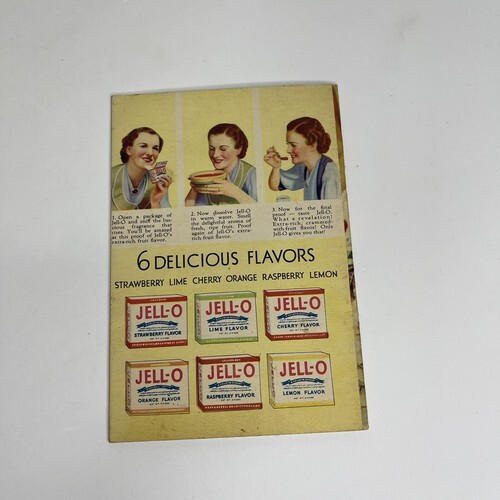 1. Open a package of
Jell-O and sniff the lus-
cious fragrance that
rises. You'll be amazed
at this proof of Jell-O's
extra-rich fruit flavor.
2. Now dissolve Jell-O
in warm water. Smell
the delightful aroma of
fresh, ripe fruit. Proof
again of Jell-O's extra-
rich fruit flavor.
3. Now for the final
proof — taste Jell-O.
What a revelation!
Extra-rich, crammed-
with-fruit flavor! Only
Jell-O gives you that!
6 DELICIOUS FLAVORS
STRAWBERRY LIME CHERRY ORANGE RASPBERRY LEMON
JELL-O
STRAWBERRY FLAVOR
JELL-O
LIME FLAVOR
JELL-O
CHERRY FLAVOR
JELL-O
ORANGE FLAVOR
JELL-O
RASPBERRY FLAVOR
JELL-O
LEMON FLAVOR